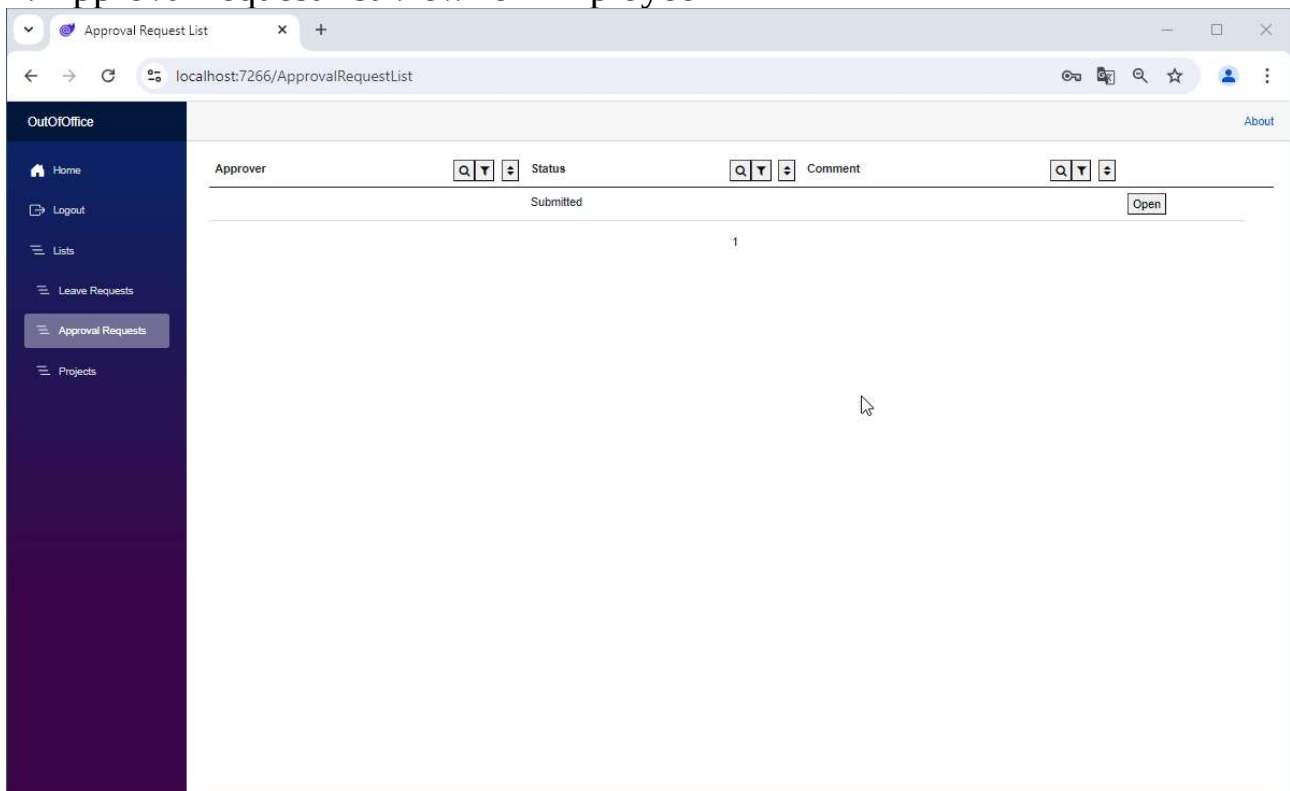 Approval Request List
localhost:7266/ApprovalRequestList
OutOfOffice
About
Home
Approver Status Comment
Logout
Submitted Open
Lists
1
Leave Requests
Approval Requests
Projects